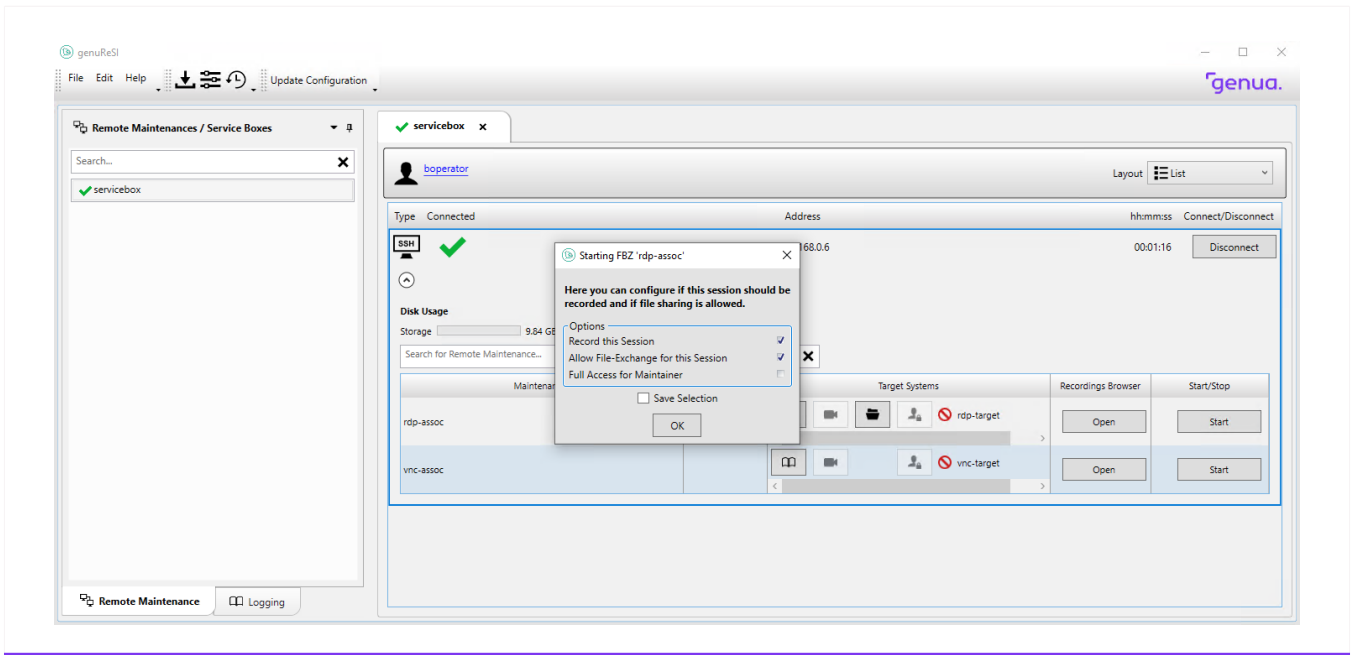 genuReSI
File Edit Help Update Configuration
genua.
Remote Maintenances / Service Boxes
servicebox x
Search...
servicebox
boperator
Layout List
Type Connected Address hh:mm:ss Connect/Disconnect
SSH 168.0.6 00:01:16 Disconnect
Starting FBZ 'rdp-assoc'
Here you can configure if this session should be
recorded and if file sharing is allowed.
Options
Record this Session
Allow File-Exchange for this Session
Full Access for Maintainer
Save Selection
OK
Disk Usage
Storage 9.84 GB
Search for Remote Maintenance...
Target Systems Recordings Browser Start/Stop
rdp-assoc rdp-target Open Start
vnc-assoc vnc-target Open Start
Remote Maintenance Logging